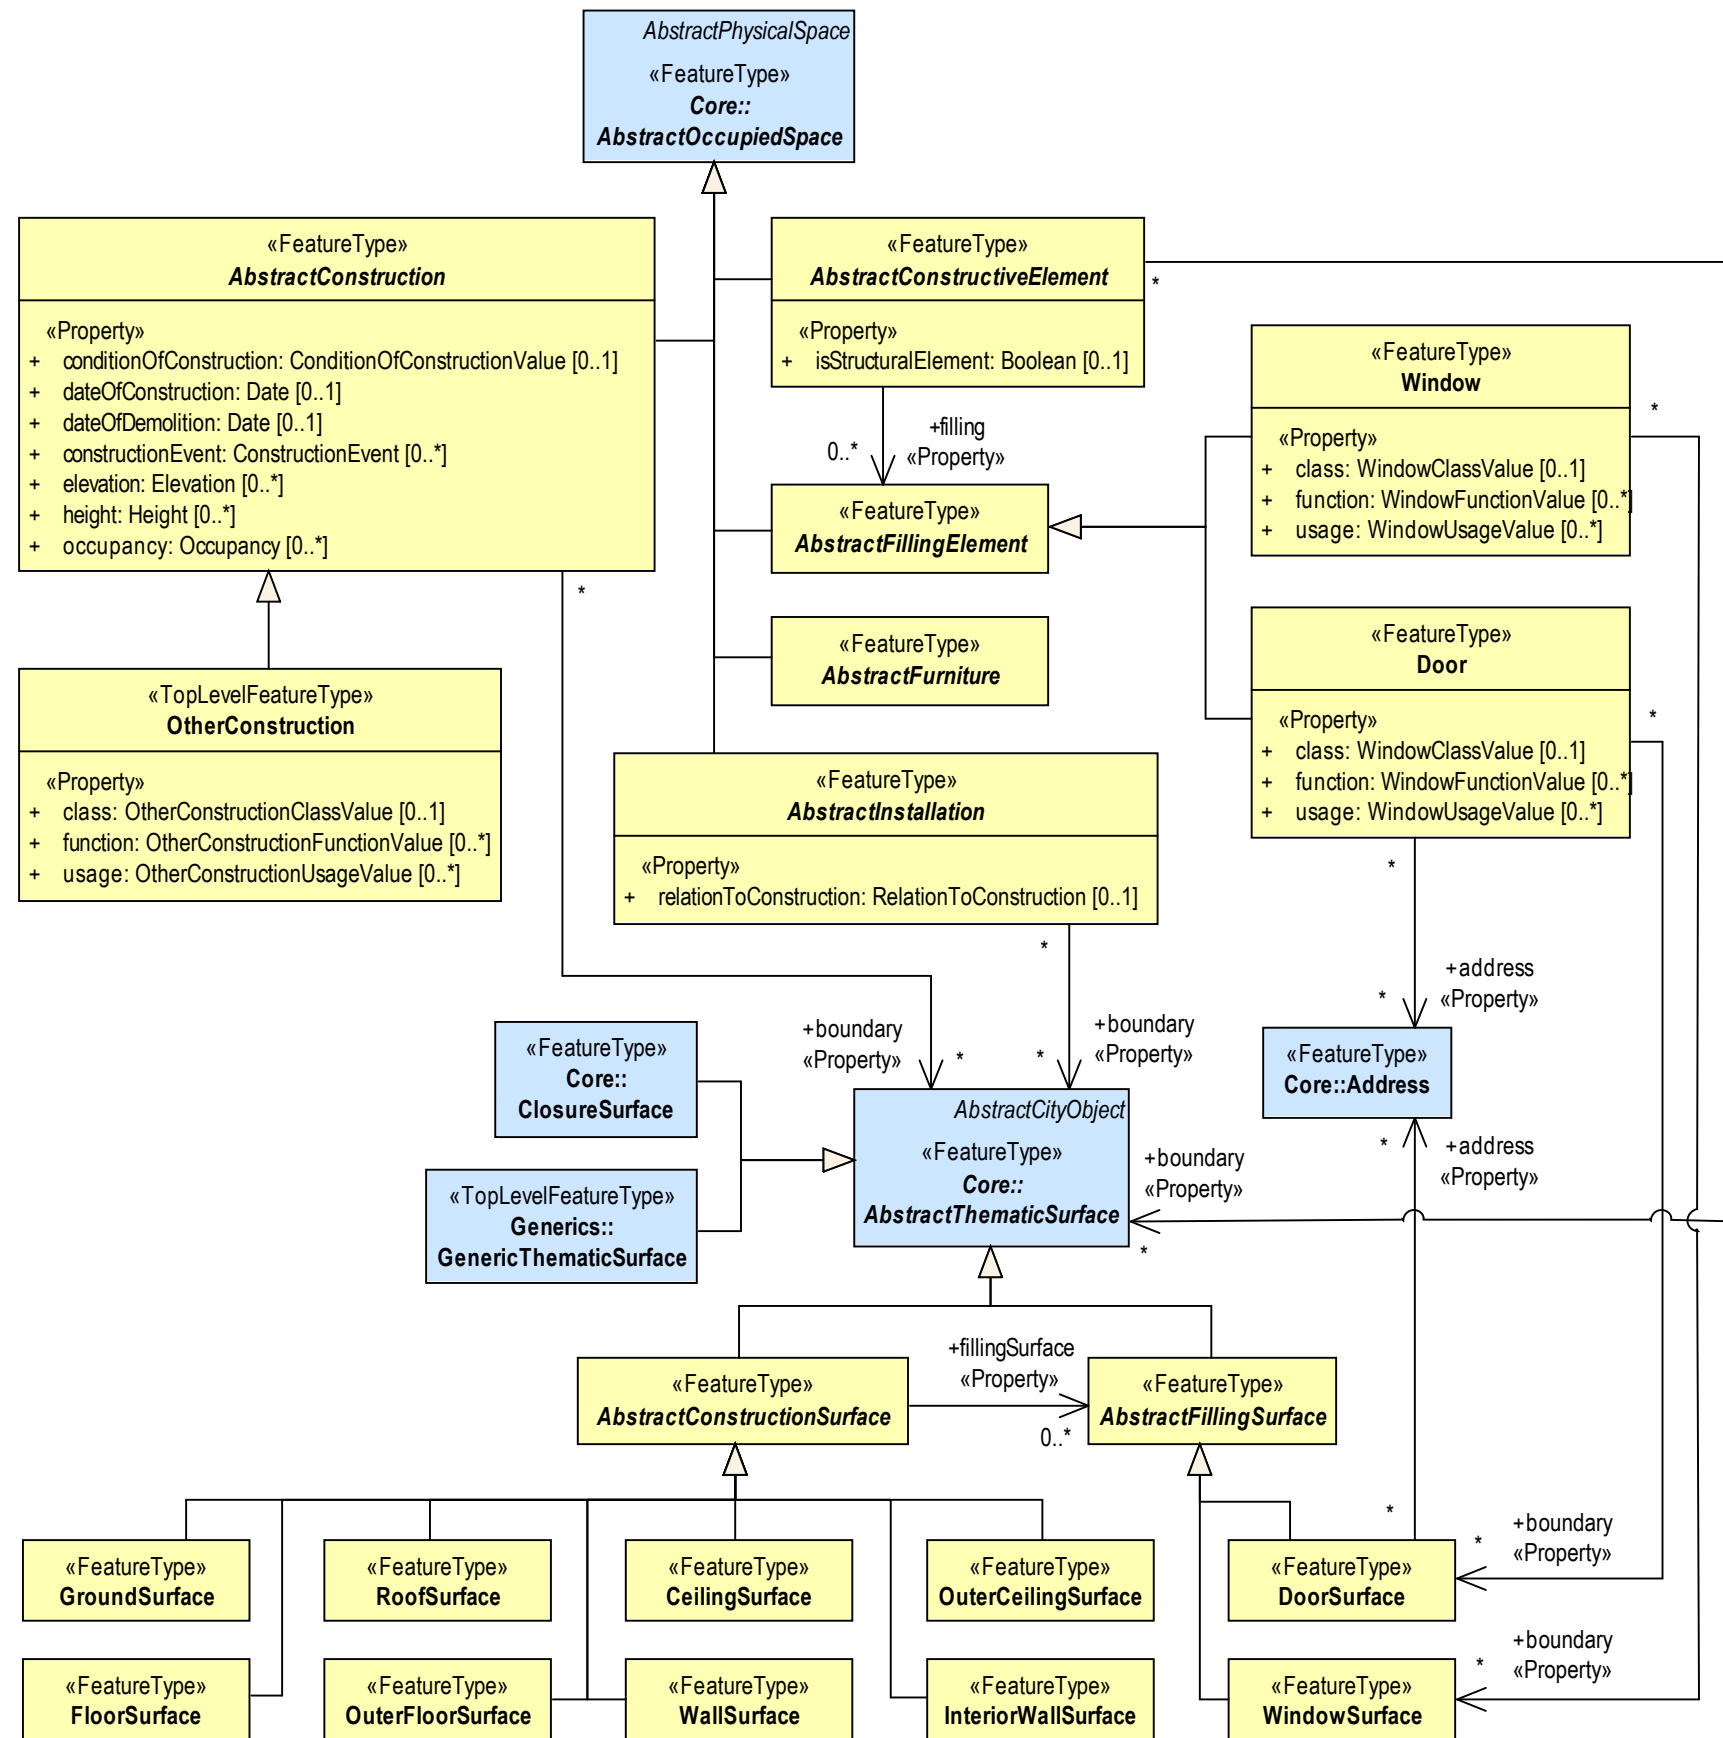 AbstractPhysicalSpace
«FeatureType»
Core::
AbstractOccupiedSpace
«FeatureType»
AbstractConstruction
«Property»
+ conditionOfConstruction: ConditionOfConstructionValue [0..1]
+ dateOfConstruction: Date [0..1]
+ dateOfDemolition: Date [0..1]
+ constructionEvent: ConstructionEvent [0..*]
+ elevation: Elevation [0..*]
+ height: Height [0..*]
+ occupancy: Occupancy [0..*]
*
«FeatureType»
AbstractConstructiveElement
«Property»
+ isStructuralElement: Boolean [0..1]
*
+filling
0..*
«Property»
«FeatureType»
AbstractFillingElement
«FeatureType»
Window
«Property»
+ class: WindowClassValue [0..1]
+ function: WindowFunctionValue [0..*]
+ usage: WindowUsageValue [0..*]
*
«FeatureType»
AbstractFurniture
«FeatureType»
Door
«Property»
+ class: WindowClassValue [0..1]
+ function: WindowFunctionValue [0..*]
+ usage: WindowUsageValue [0..*]
*
*
«TopLevelFeatureType»
OtherConstruction
«Property»
+ class: OtherConstructionClassValue [0..1]
+ function: OtherConstructionFunctionValue [0..*]
+ usage: OtherConstructionUsageValue [0..*]
«FeatureType»
AbstractInstallation
«Property»
+ relationToConstruction: RelationToConstruction [0..1]
*
+address
«Property»
*
+boundary
«Property»
*
+boundary
«Property»
*
«FeatureType»
Core::
ClosureSurface
«FeatureType»
Core::Address
«TopLevelFeatureType»
Generics::
GenericThematicSurface
AbstractCityObject
«FeatureType»
Core::
AbstractThematicSurface
+boundary
«Property»
*
*
+address
«Property»
«FeatureType»
AbstractConstructionSurface
+fillingSurface
«Property»
0..*
«FeatureType»
AbstractFillingSurface
*
+boundary
«Property»
*
«FeatureType»
GroundSurface
«FeatureType»
RoofSurface
«FeatureType»
CeilingSurface
«FeatureType»
OuterCeilingSurface
«FeatureType»
DoorSurface
+boundary
«Property»
*
«FeatureType»
FloorSurface
«FeatureType»
OuterFloorSurface
«FeatureType»
WallSurface
«FeatureType»
InteriorWallSurface
«FeatureType»
WindowSurface